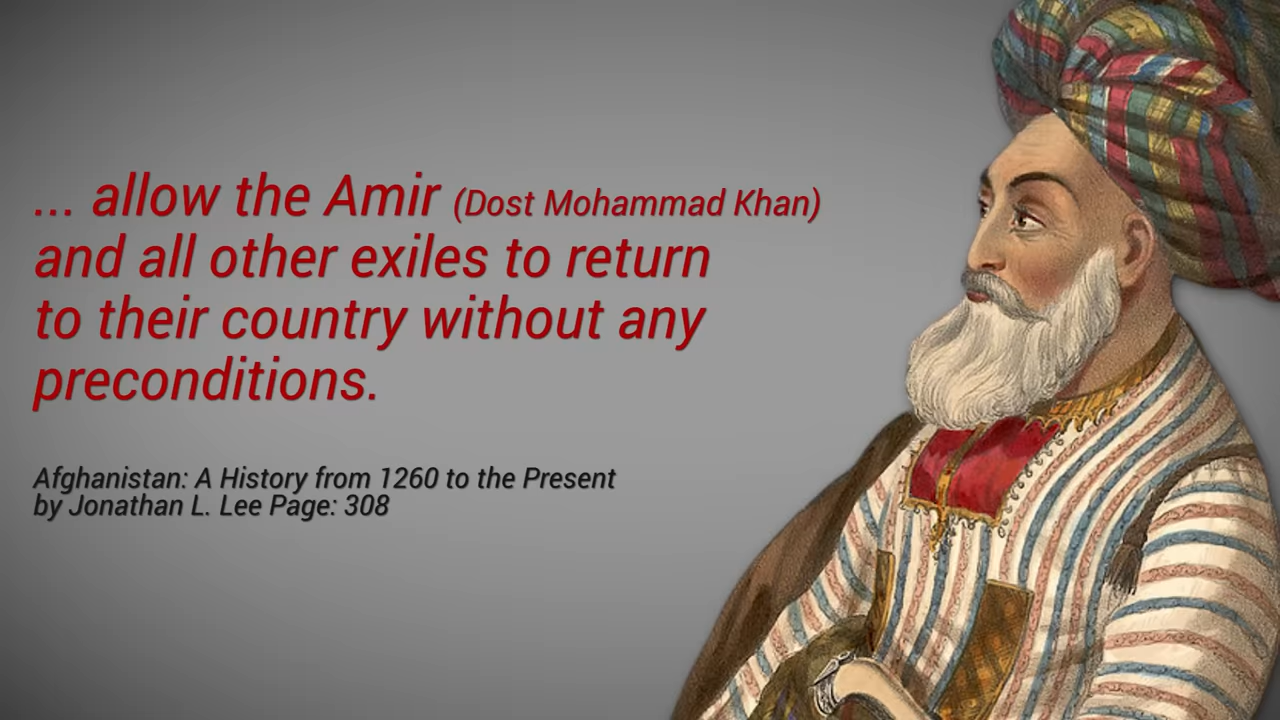 ... allow the Amir (Dost Mohammad Khan)
and all other exiles to return
to their country without any
preconditions.
Afghanistan: A History from 1260 to the Present
by Jonathan L. Lee Page: 308